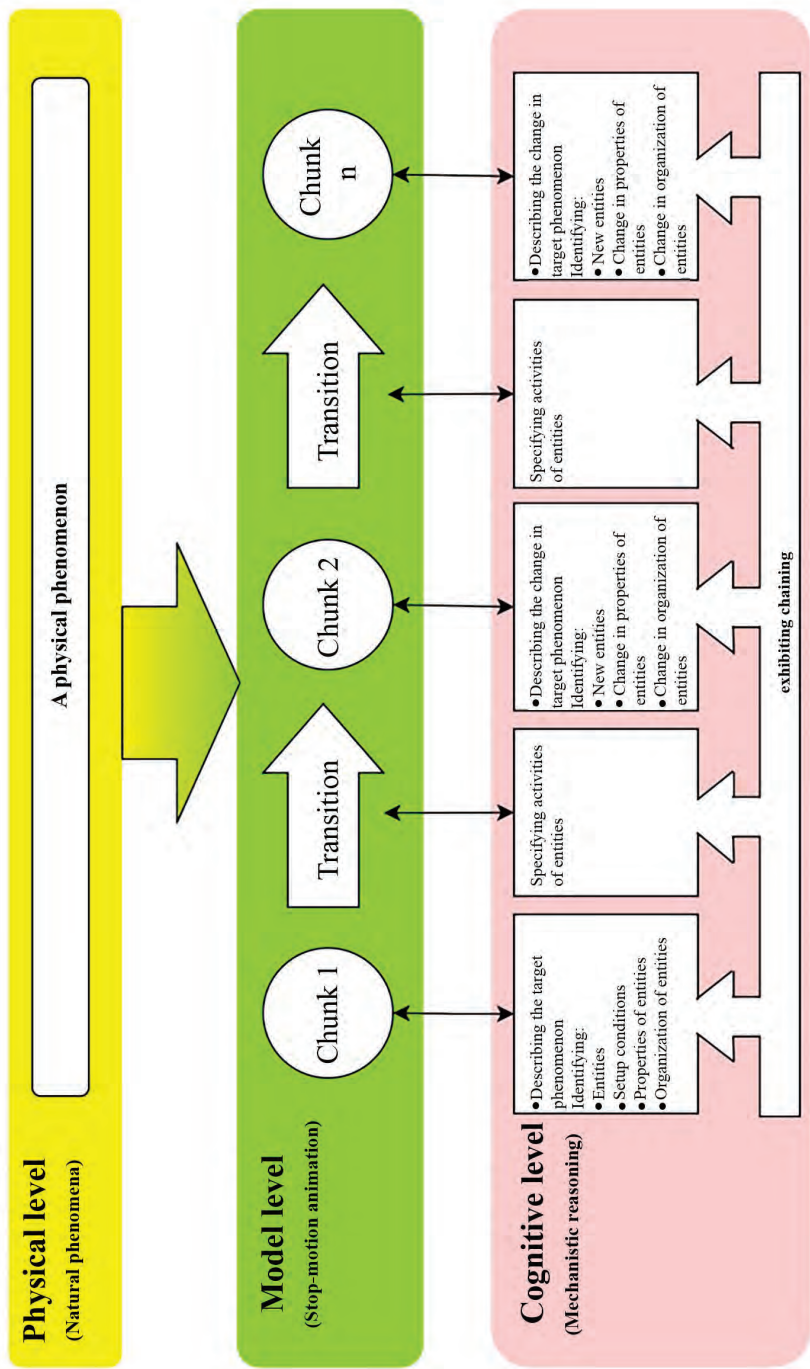 Physical level
(Natural phenomena)
A physical phenomenon
Model level
(Stop-motion animation)
Chunk 1
Transition
Chunk 2
Transition
Chunk
n
Cognitive level
(Mechanistic reasoning)
●Describing the target
phenomenon
Identifying:
●Entities
●Setup conditions
●Properties of entities
●Organization of entities
Specifying activities
of entities
●Describing the change in
target phenomenon
Identifying:
●New entities
●Change in properties of
entities
●Change in organization of
entities
Specifying activities
of entities
●Describing the change in
target phenomenon
Identifying:
●New entities
●Change in properties of
entities
●Change in organization of
entities
exhibiting chaining